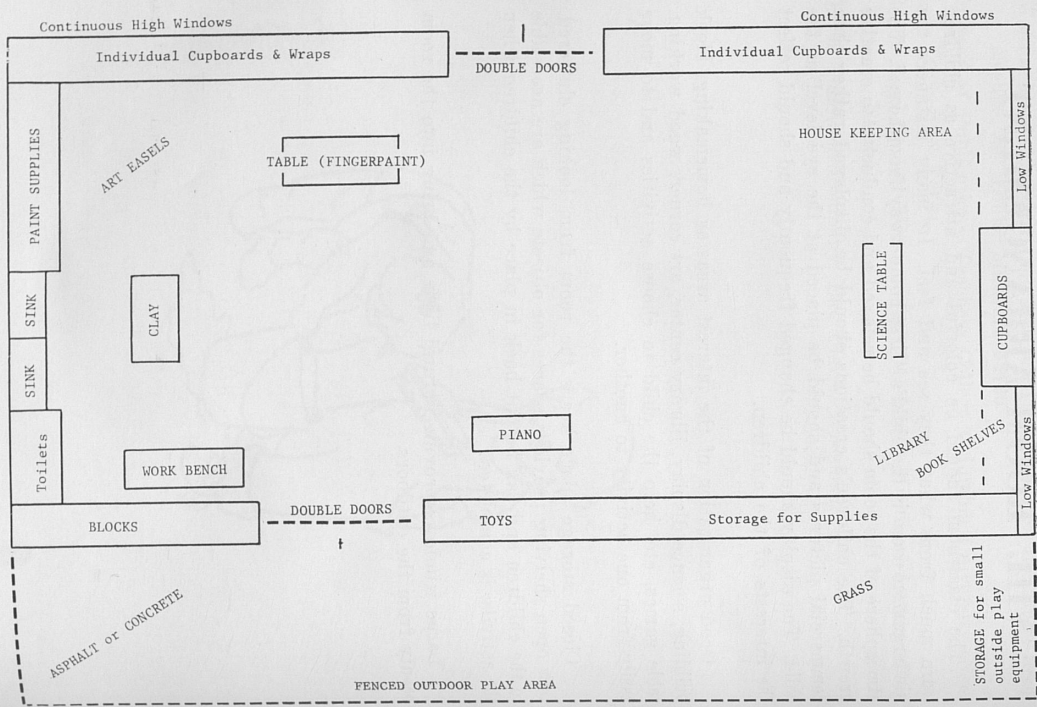 Continuous High Windows
Continuous High Windows
Individual Cupboards & Wraps
DOUBLE DOORS
Individual Cupboards & Wraps
PAINT SUPPLIES
ART EASELS
TABLE (FINGERPAINT)
HOUSE KEEPING AREA
Low Windows
SINK
CLAY
SCIENCE TABLE
CUPBOARDS
SINK
Toilets
WORK BENCH
PIANO
LIBRARY
BOOK SHELVES
Low Windows
BLOCKS
DOUBLE DOORS
TOYS
Storage for Supplies
ASPHALT or CONCRETE
GRASS
STORAGE for small
outside play
equipment
FENCED OUTDOOR PLAY AREA